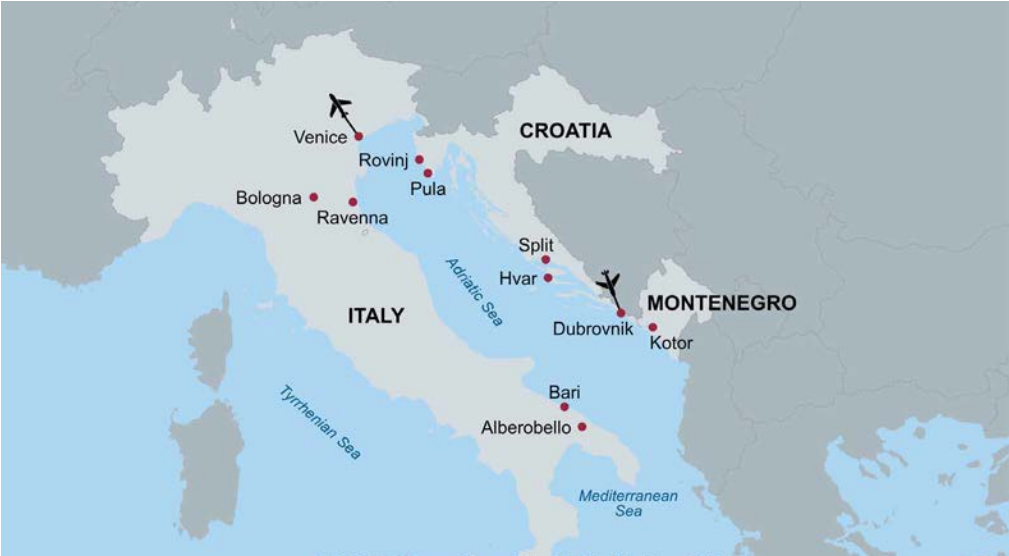 CROATIA
Venice
Rovinj
Pula
Bologna
Ravenna
Split
Hvar
Adriatic Sea
ITALY
MONTENEGRO
Dubrovnik
Kotor
Tyrrhenian Sea
Bari
Alberobello
Mediterranean
Sea